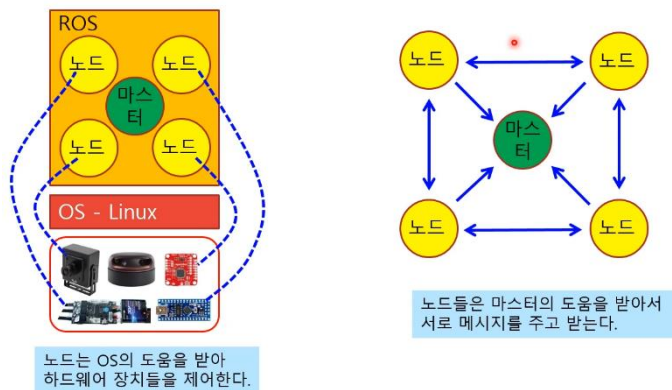 ROS
노드
노드
마스
터
노드
노드
OS - Linux
노드는 OS의 도움을 받아
하드웨어 장치들을 제어한다.
노드
노드
마스
터
노드
노드
노드들은 마스터의 도움을 받아서
서로 메시지를 주고 받는다.